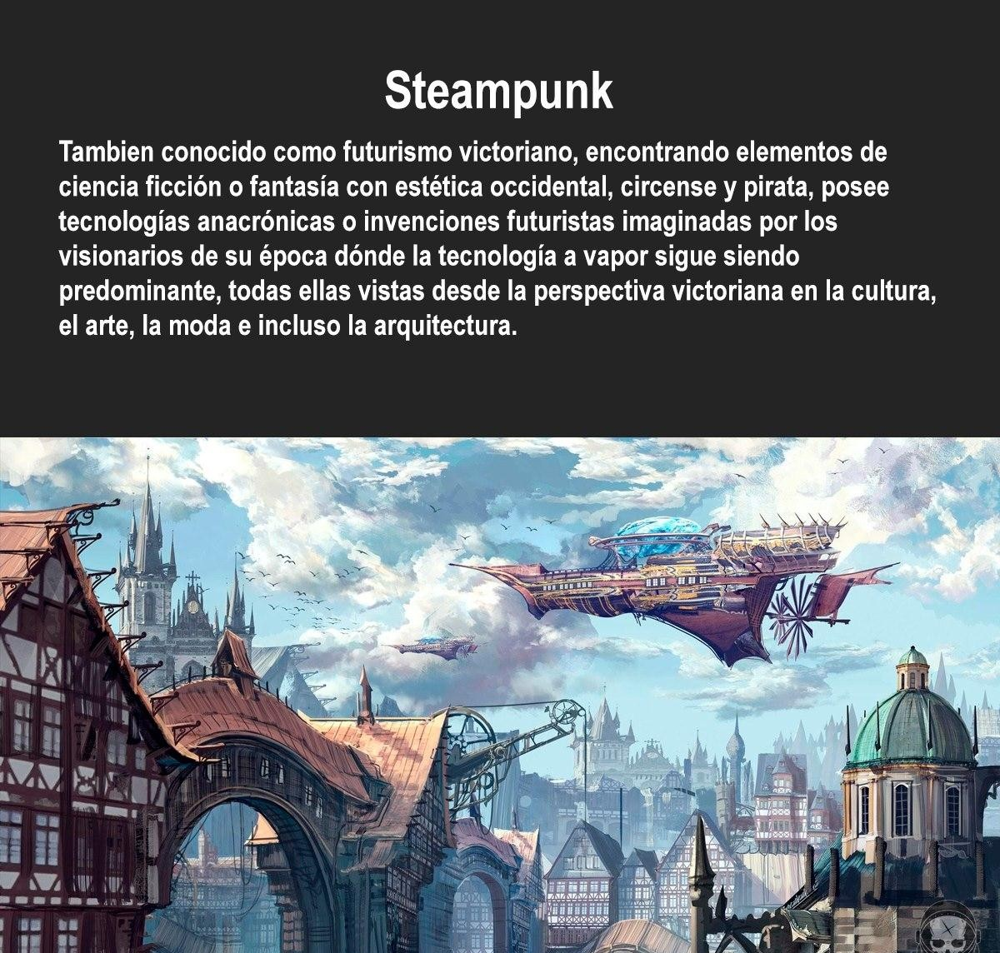 Steampunk
Tambien conocido como futurismo victoriano, encontrando elementos de
ciencia ficción o fantasía con estética occidental, circense y pirata, posee
tecnologías anacrónicas o invenciones futuristas imaginadas por los
visionarios de su época dónde la tecnología a vapor sigue siendo
predominante, todas ellas vistas desde la perspectiva victoriana en la cultura,
el arte, la moda e incluso la arquitectura.